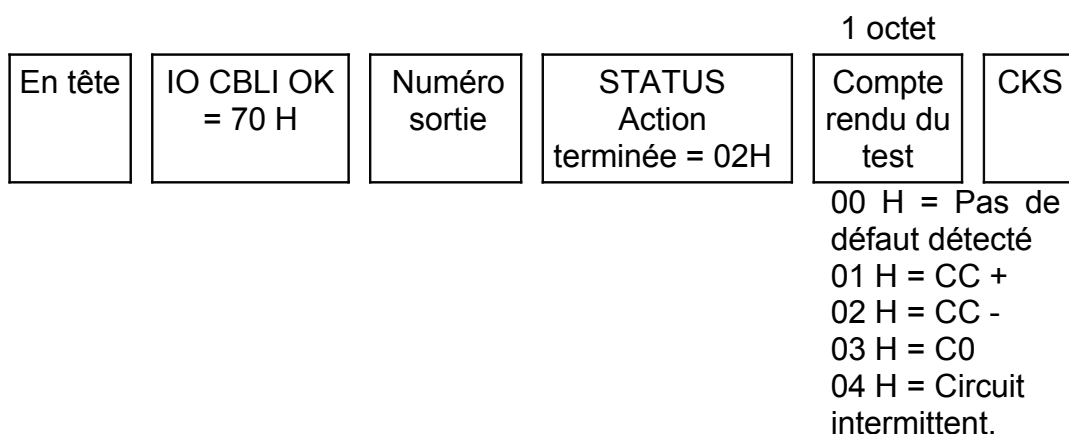 1 octet
En tête
IO CBLI OK
= 70 H
Numéro
sortie
STATUS
Action
terminée = 02H
Compte
rendu du
test
CKS
00 H = Pas de
défaut détecté
01 H = CC +
02 H = CC -
03 H = C0
04 H = Circuit
intermittent.